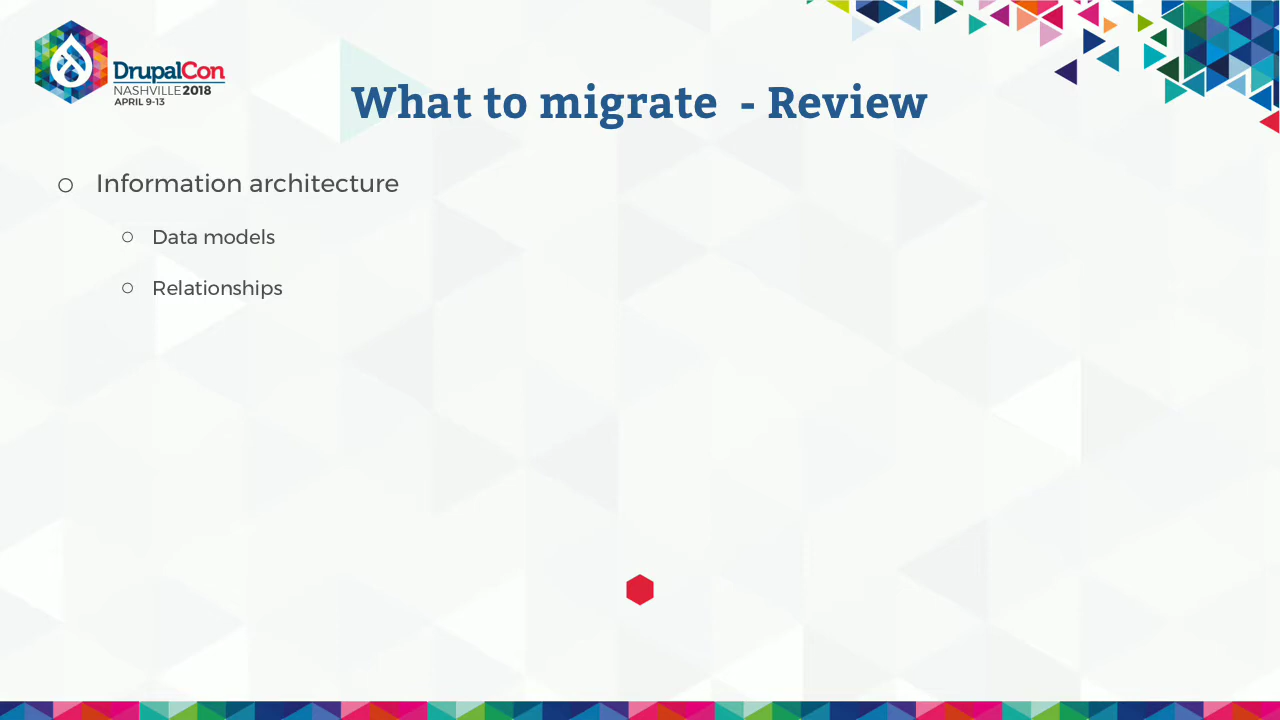 DrupalCon
NASHVILLE 2018
APRIL 9-13
What to migrate - Review
Information architecture
Data models
Relationships